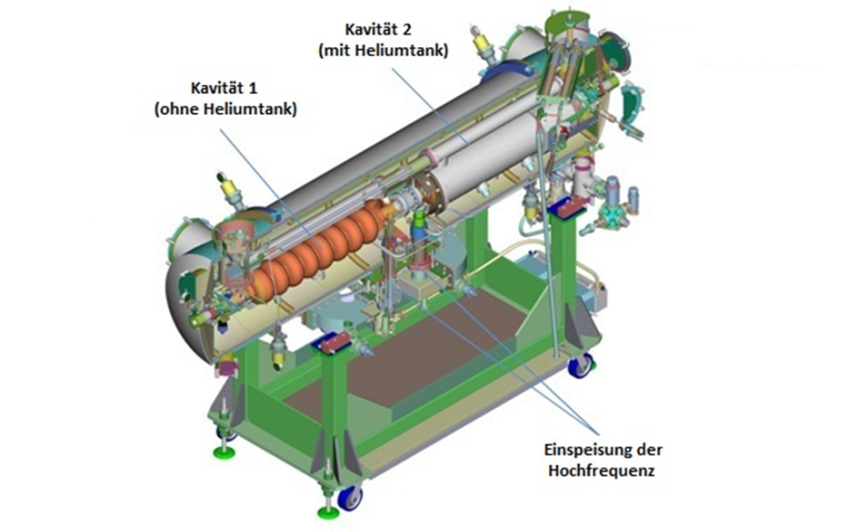 Kavität 2
(mit Heliumtank)
Kavität 1
(ohne Heliumtank)
Einspeisung der
Hochfrequenz